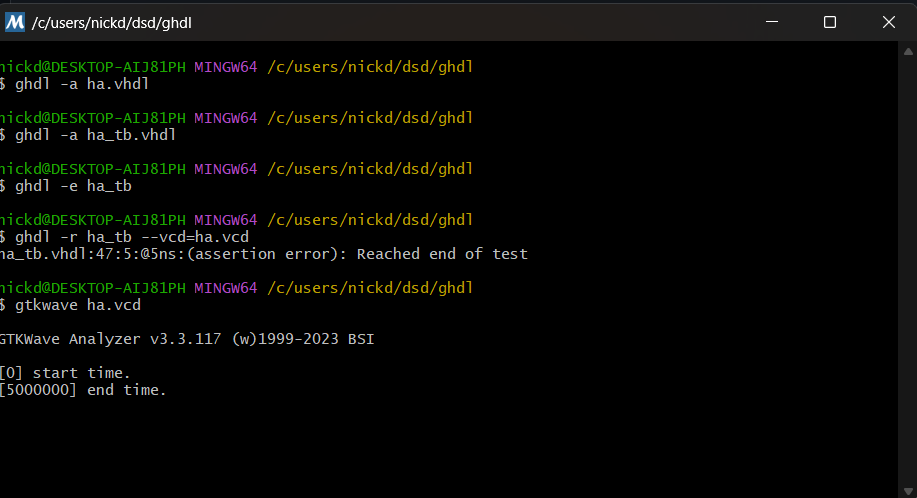 M /c/users/nickd/dsd/ghdl
nickd@DESKTOP-AIJ81PH MINGW64 /c/users/nickd/dsd/ghdl
$ ghdl -a ha.vhdl
nickd@DESKTOP-AIJ81PH MINGW64 /c/users/nickd/dsd/ghdl
$ ghdl -a ha_tb.vhdl
nickd@DESKTOP-AIJ81PH MINGW64 /c/users/nickd/dsd/ghdl
$ ghdl -e ha_tb
nickd@DESKTOP-AIJ81PH MINGW64 /c/users/nickd/dsd/ghdl
$ ghdl -r ha_tb --vcd=ha.vcd
ha_tb.vhdl:47:5:@5ns:(assertion error): Reached end of test
nickd@DESKTOP-AIJ81PH MINGW64 /c/users/nickd/dsd/ghdl
$ gtkwave ha.vcd
GTKWave Analyzer v3.3.117 (w)1999-2023 BSI
[0] start time.
[5000000] end time.